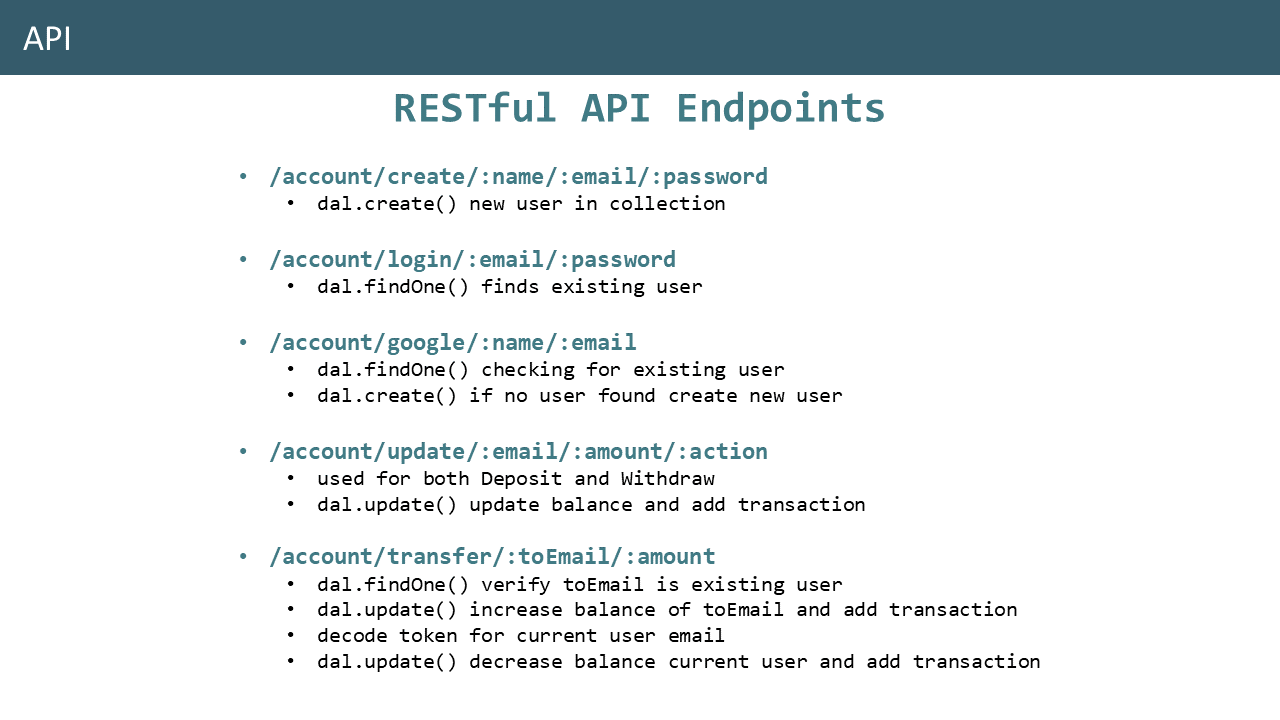 API
RESTful API Endpoints
• /account/create/:name/:email/:password
• dal.create() new user in collection
• /account/login/:email/:password
• dal.findOne() finds existing user
• /account/google/:name/:email
• dal.findOne() checking for existing user
• dal.create() if no user found create new user
• /account/update/:email/:amount/:action
• used for both Deposit and Withdraw
• dal.update() update balance and add transaction
• /account/transfer/:toEmail/:amount
• dal.findOne() verify toEmail is existing user
• dal.update() increase balance of toEmail and add transaction
• decode token for current user email
• dal.update() decrease balance current user and add transaction